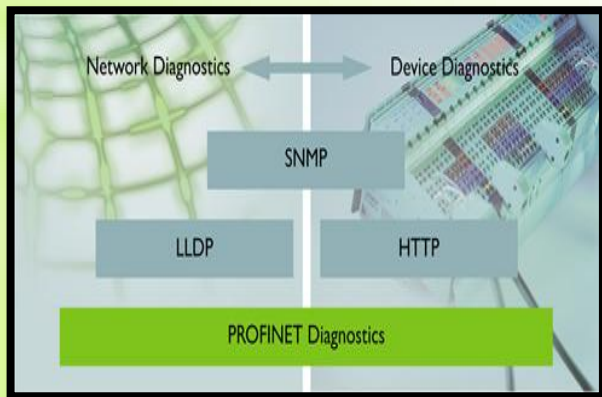 Network Diagnostics
Device Diagnostics
SNMP
LLDP
HTTP
PROFINET Diagnostics